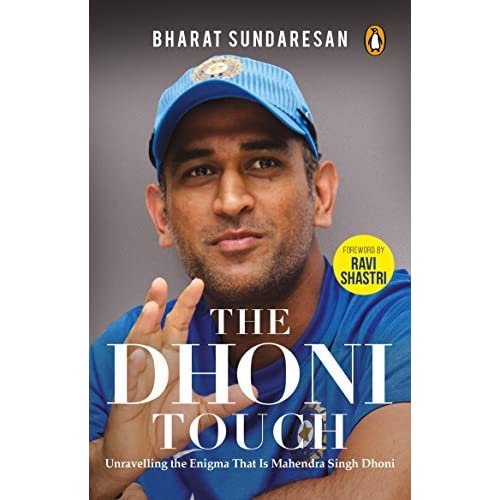 BHARAT SUNDARESAN
FOREWORD BY
RAVI
SHASTRI
THE
DHONI
TOUCH
Unravelling the Enigma That Is Mahendra Singh Dhoni